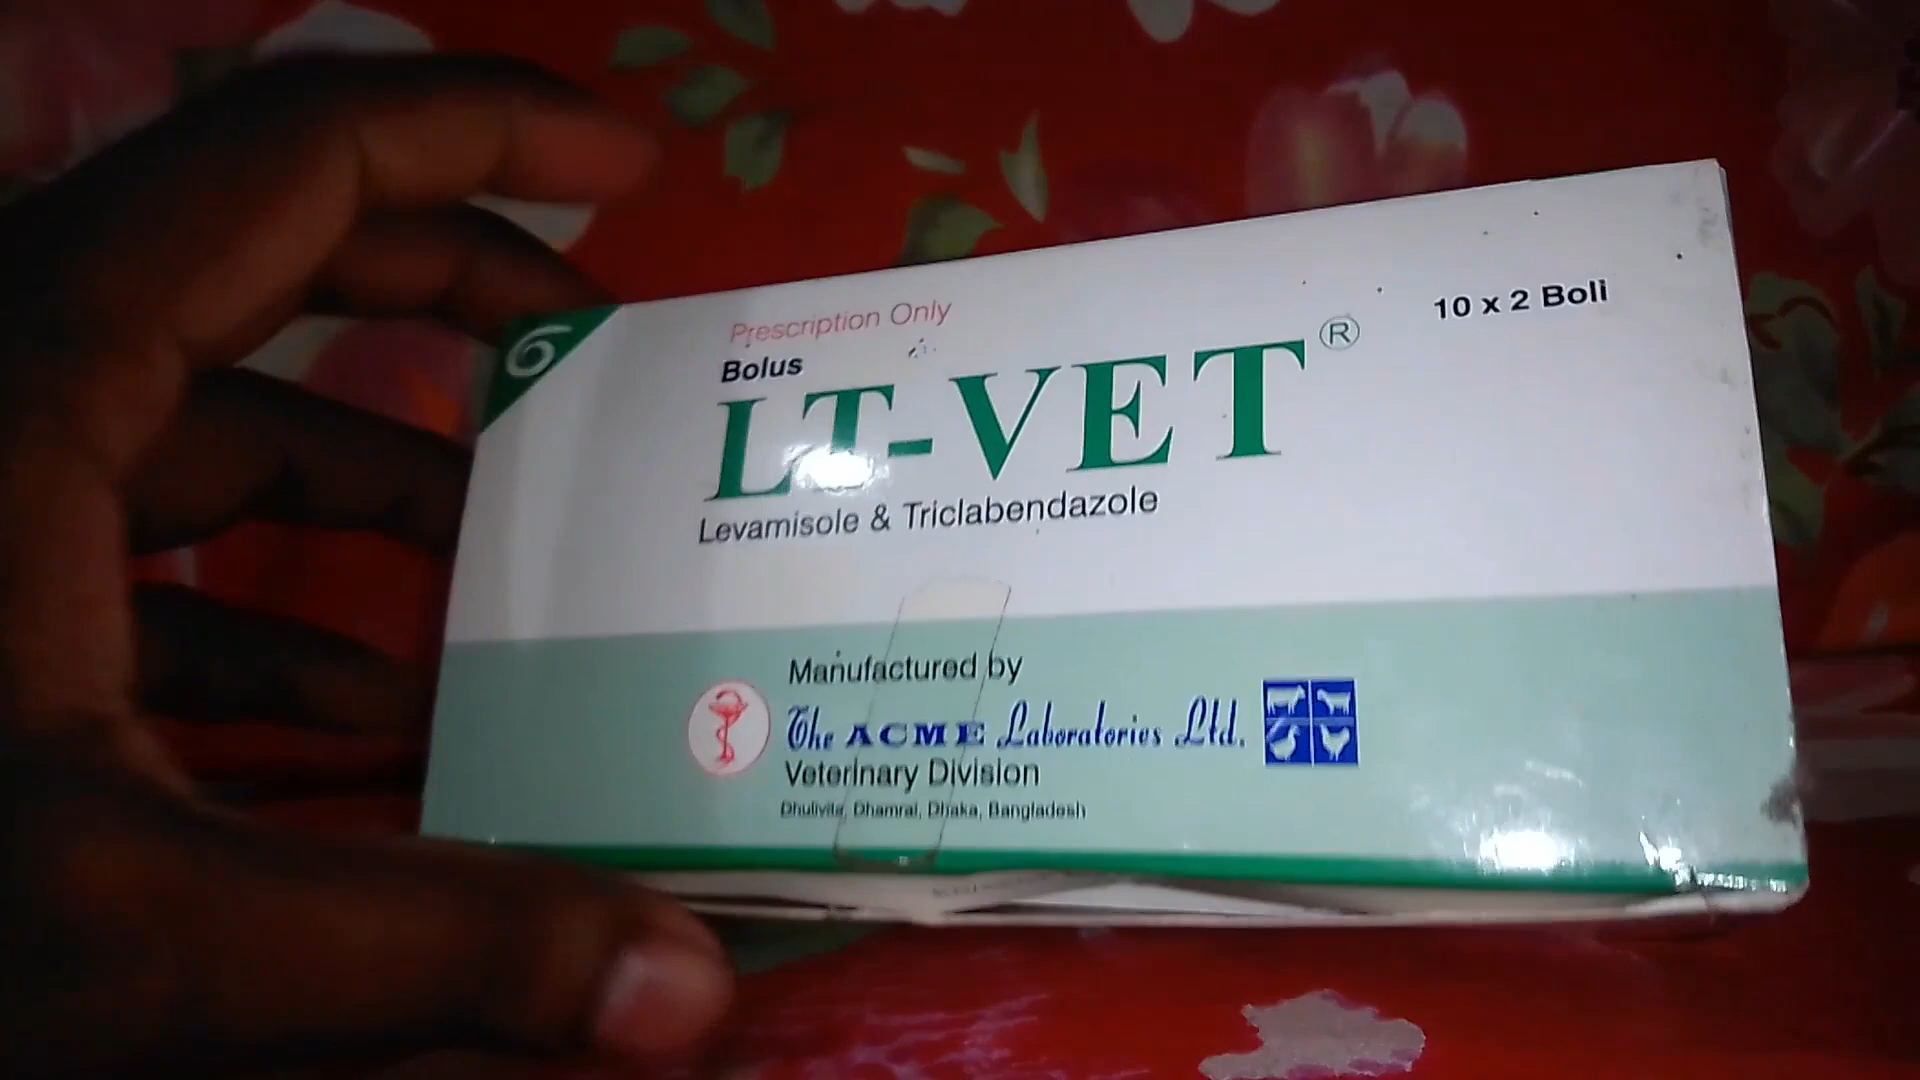 6
Prescription Only
Bolus
10 x 2 Boli
LT-VET®
Levamisole & Triclabendazole
Manufactured by
The ACME Laboratories Ltd.
Veterinary Division
Dhulivita, Dhamrai, Dhaka, Bangladesh